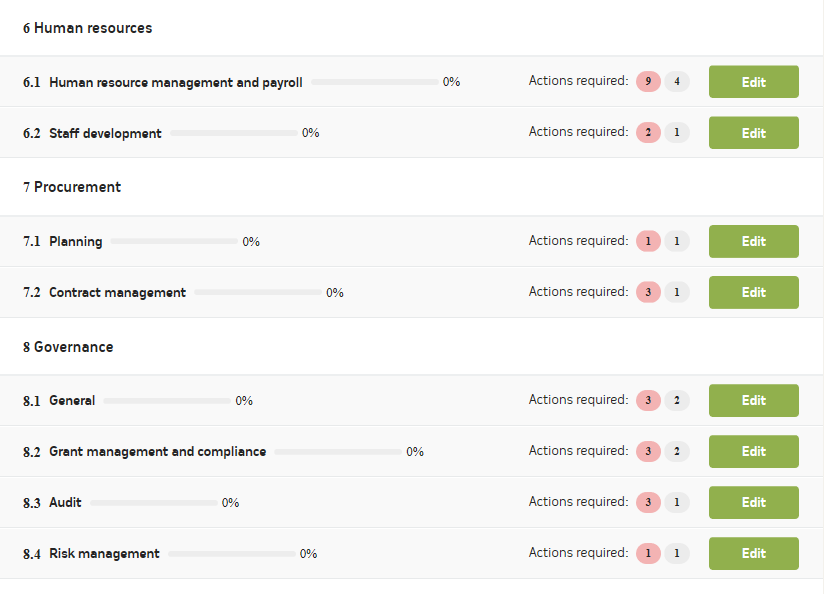 6 Human resources
6.1 Human resource management and payroll 0% Actions required: 9 4 Edit
6.2 Staff development 0% Actions required: 2 1 Edit
7 Procurement
7.1 Planning 0% Actions required: 1 1 Edit
7.2 Contract management 0% Actions required: 3 1 Edit
8 Governance
8.1 General 0% Actions required: 3 2 Edit
8.2 Grant management and compliance 0% Actions required: 3 2 Edit
8.3 Audit 0% Actions required: 3 1 Edit
8.4 Risk management 0% Actions required: 1 1 Edit